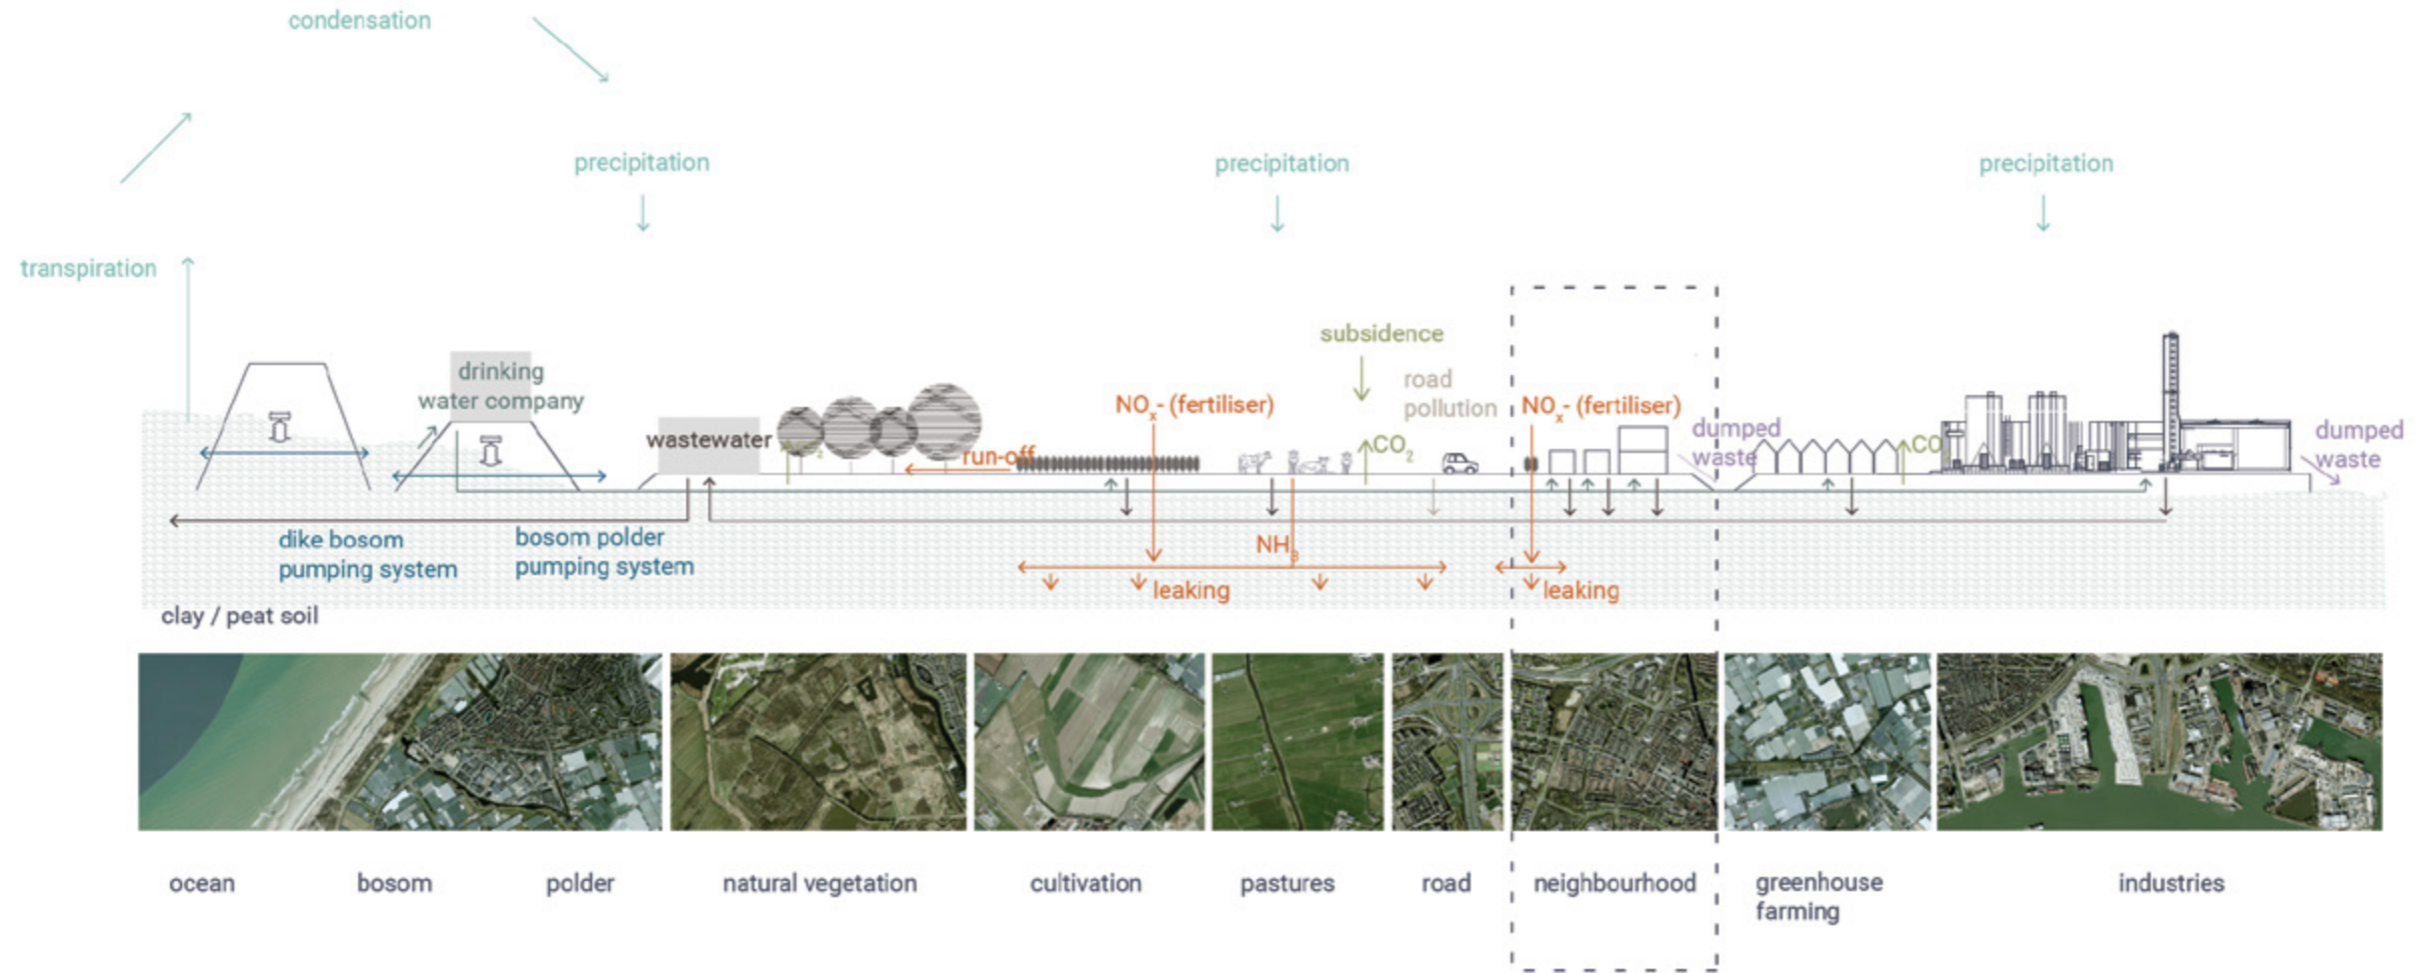 condensation
precipitation
precipitation
precipitation
transpiration
subsidence
drinking
water company
road
pollution
NOx- (fertiliser)
NOx- (fertiliser)
wastewater
run-off
CO2
dumped
waste
CO
dumped
waste
dike bosom
pumping system
bosom polder
pumping system
NH3
leaking
leaking
clay / peat soil
ocean
bosom
polder
natural vegetation
cultivation
pastures
road
neighbourhood
greenhouse
farming
industries